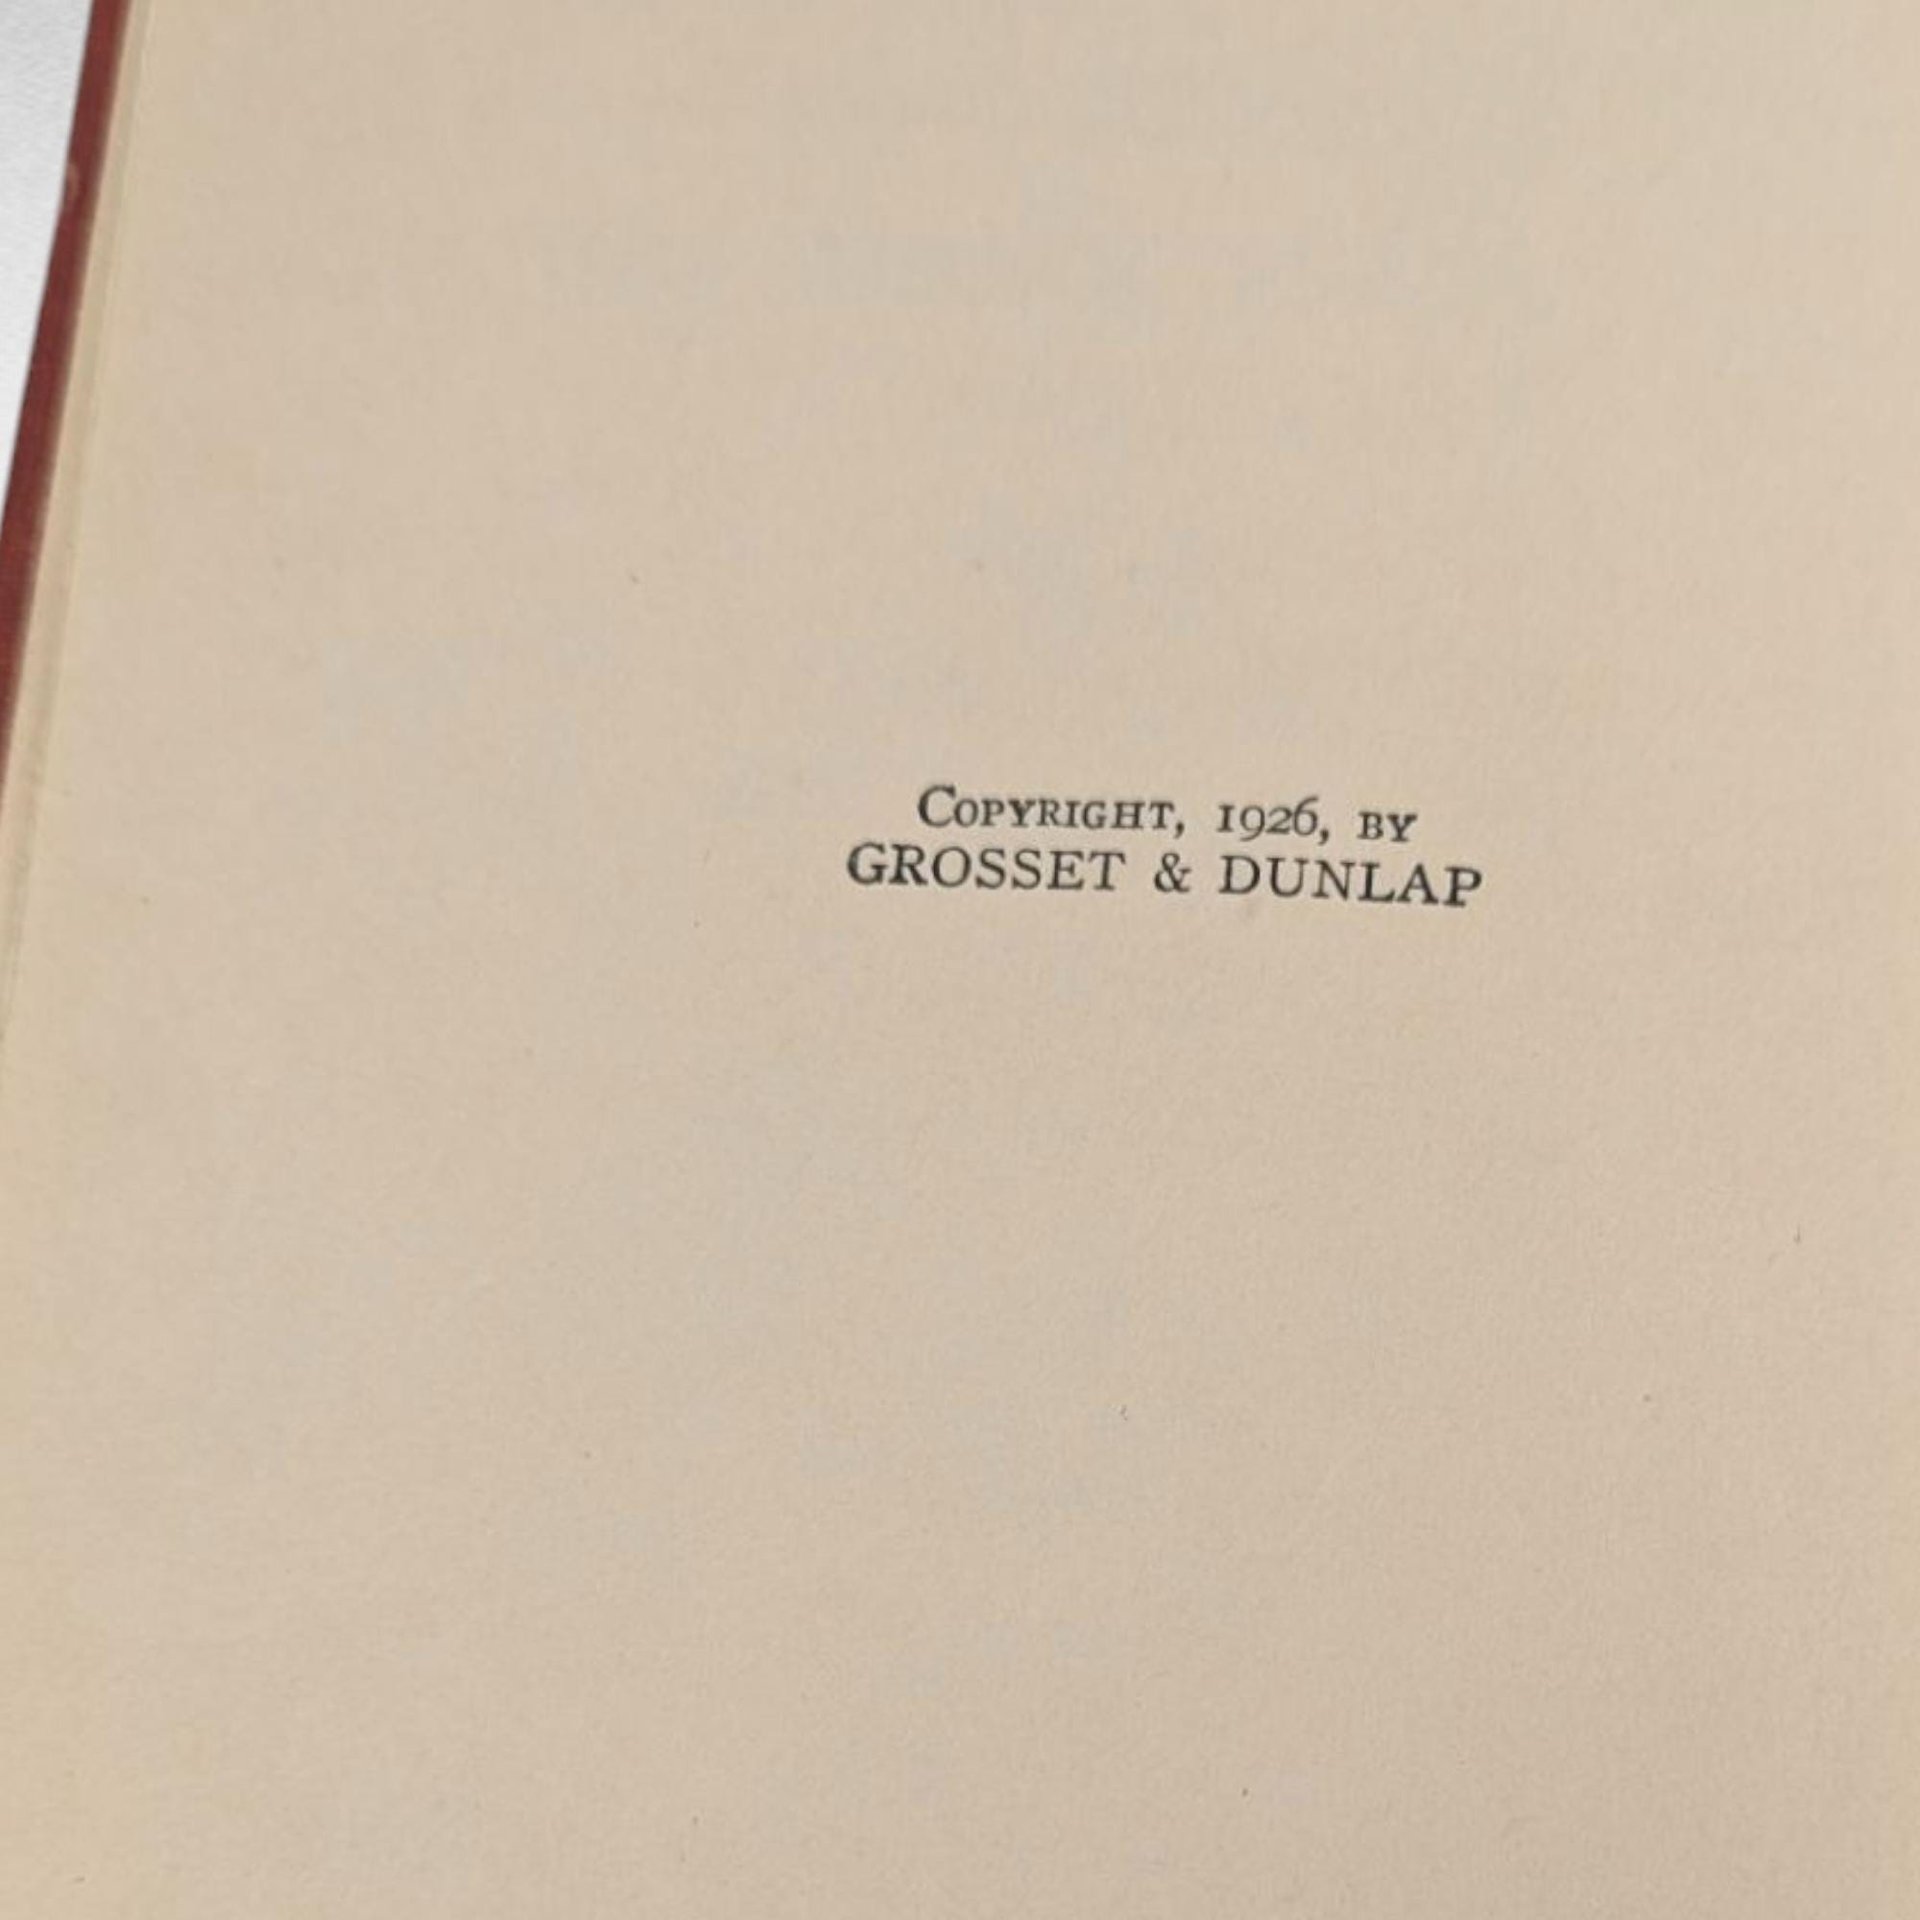 Copyright, 1926, by
GROSSET & DUNLAP